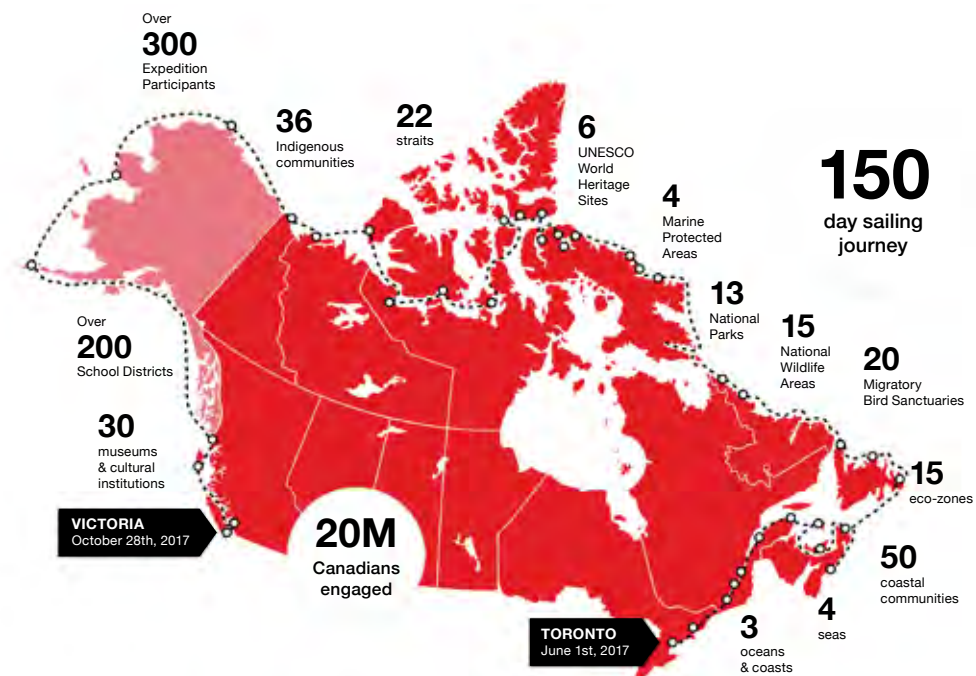 Over
300
Expedition
Participants
36
Indigenous
communities
22
straits
6
UNESCO
World
Heritage
Sites
4
Marine
Protected
Areas
150
day sailing
journey
13
National
Parks
15
National
Wildlife
Areas
20
Migratory
Bird Sanctuaries
Over
200
School Districts
30
museums
& cultural
institutions
15
eco-zones
VICTORIA
October 28th, 2017
20M
Canadians
engaged
50
coastal
communities
4
seas
3
oceans
& coasts
TORONTO
June 1st, 2017